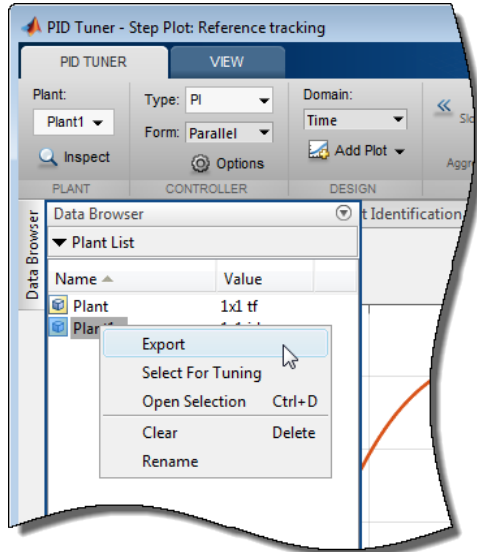 PID Tuner - Step Plot: Reference tracking
PID TUNER
VIEW
Plant:
Plant1
Inspect
PLANT
Type: PI
Form: Parallel
Options
CONTROLLER
Domain:
Time
Add Plot
DESIGN
Data Browser
Data Browser
t Identification
Plant List
Name
Value
Plant
1x1 tf
Export
Select For Tuning
Open Selection Ctrl+D
Clear Delete
Rename